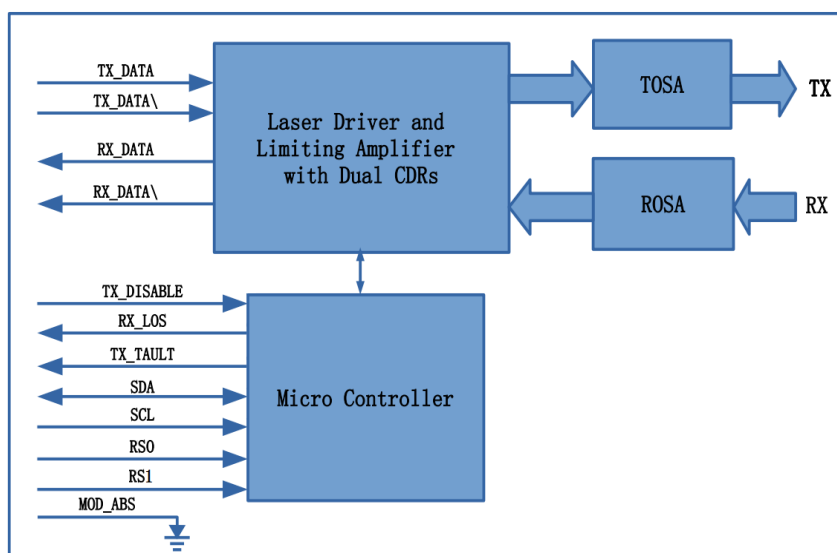 TX_DATA
TX_DATA\
RX_DATA
RX_DATA\
Laser Driver and
Limiting Amplifier
with Dual CDRs
TOSA
TX
ROSA
RX
TX_DISABLE
RX_LOS
TX_TAULT
SDA
SCL
RS0
RS1
MOD_ABS
Micro Controller